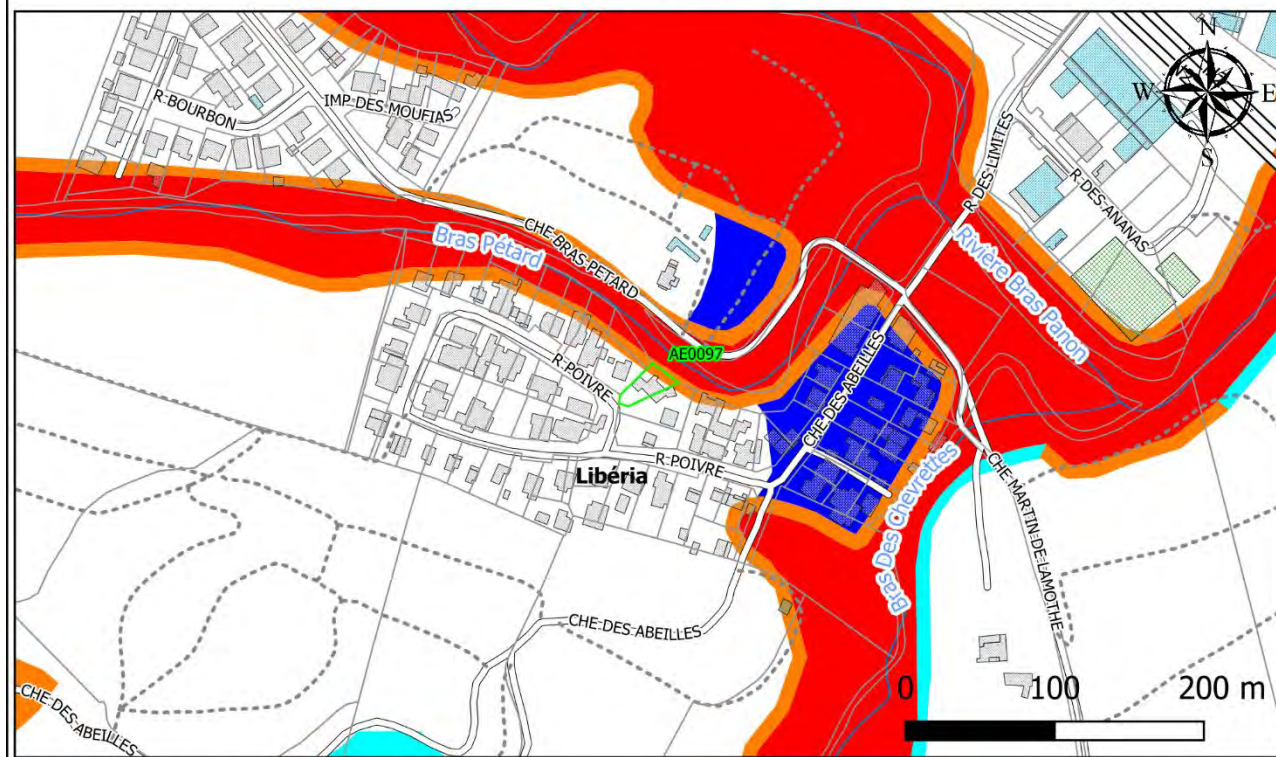 N
W
E
S
R BOURBON
IMP DES MOUFIAS
R DES LIMITES
R DES ANANAS
CHE BRAS PETARD
Bras Pétard
Rivière Bras Panon
AE0097
R POIVRE
CHE DES ABEILLES
R POIVRE
Libéria
Bras Des Chevrettes
CHE MARTIN DE LAMOTHE
CHE DES ABEILLES
CHE DES ABEILLES
0 100 200 m